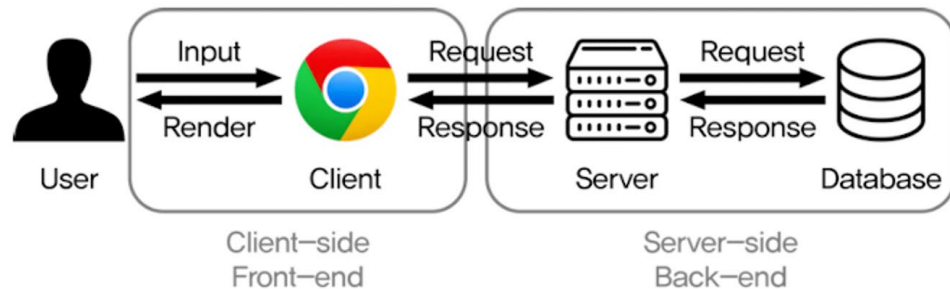 Input
Request
Request
Render
Response
Response
User
Client
Server
Database
Client-side
Front-end
Server-side
Back-end